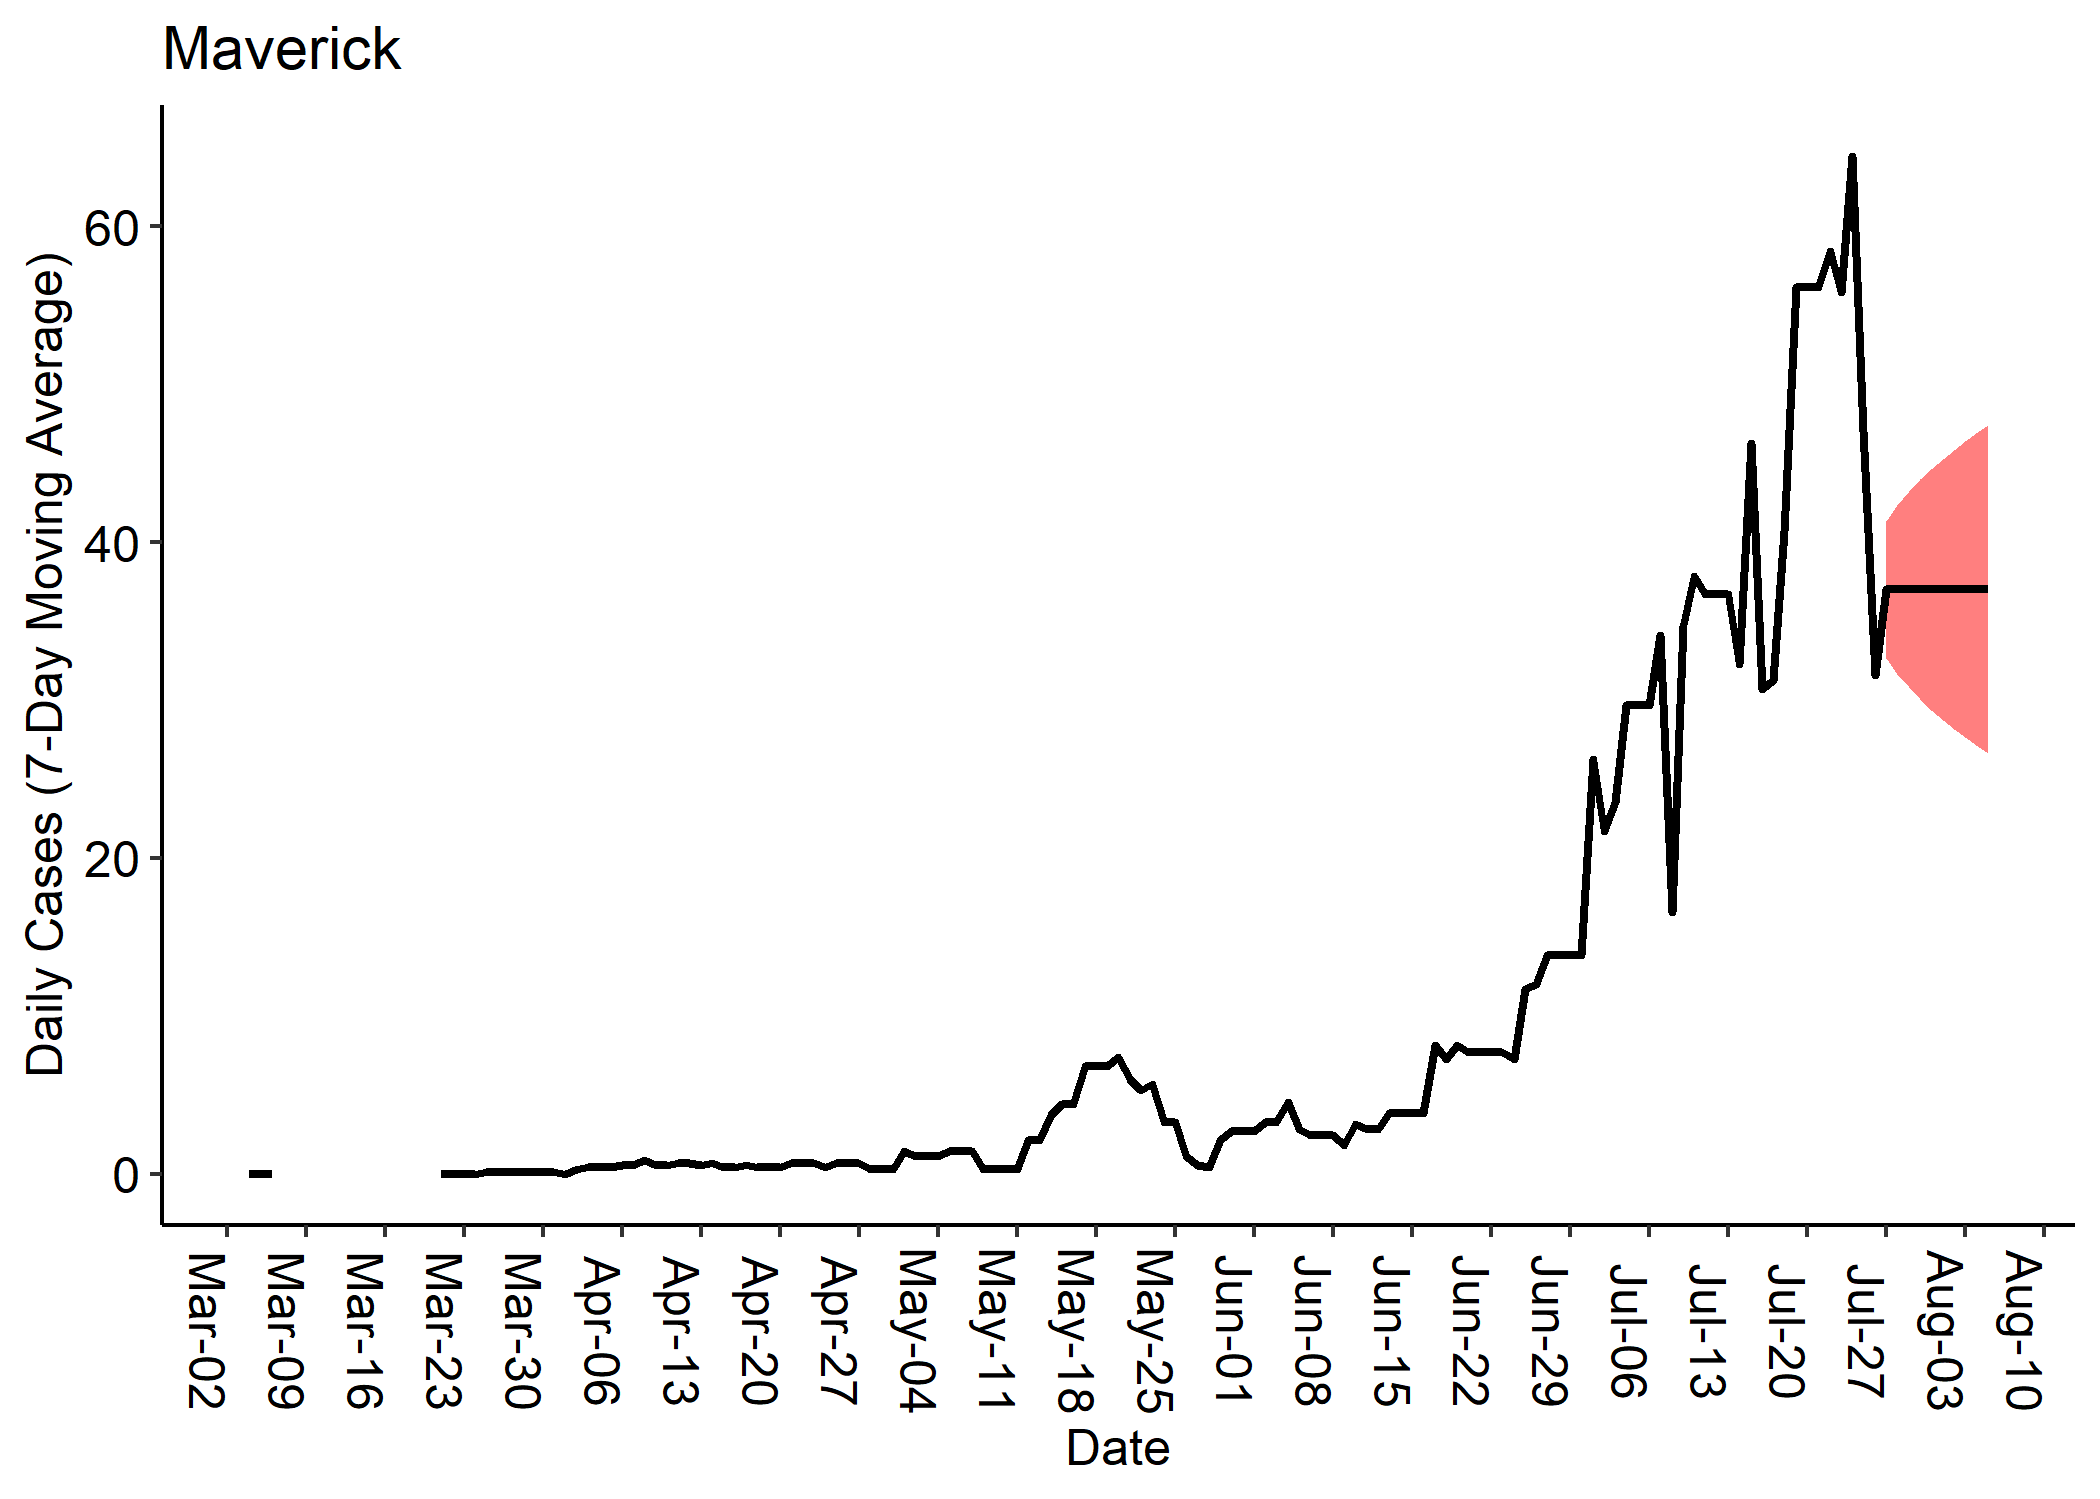 Maverick
Daily Cases (7-Day Moving Average)
60
40
20
0
Mar-02
Mar-09
Mar-16
Mar-23
Mar-30
Apr-06
Apr-13
Apr-20
Apr-27
May-04
May-11
May-18
May-25
Jun-01
Jun-08
Jun-15
Jun-22
Jun-29
Jul-06
Jul-13
Jul-20
Jul-27
Aug-03
Aug-10
Date